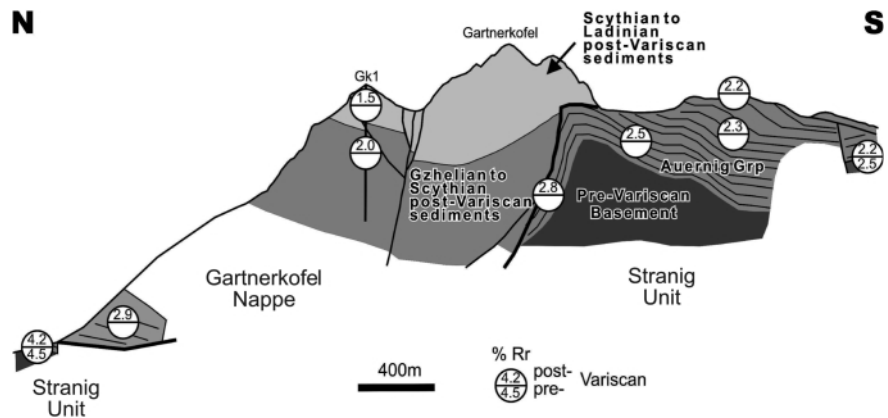 N
S
Gartnerkofel
Scythian to
Ladinian
post-Variscan
sediments
Gk1
1.5
2.0
2.2
2.5
2.3
2.2
2.5
Auernig Grp
Gzhelian to
Scythian
post-Variscan
sediments
2.8
Pre-Variscan
Basement
Gartnerkofel
Nappe
Stranig
Unit
2.9
4.2
4.5
Stranig
Unit
400m
% Rr
4.2 post-
4.5 pre-
Variscan